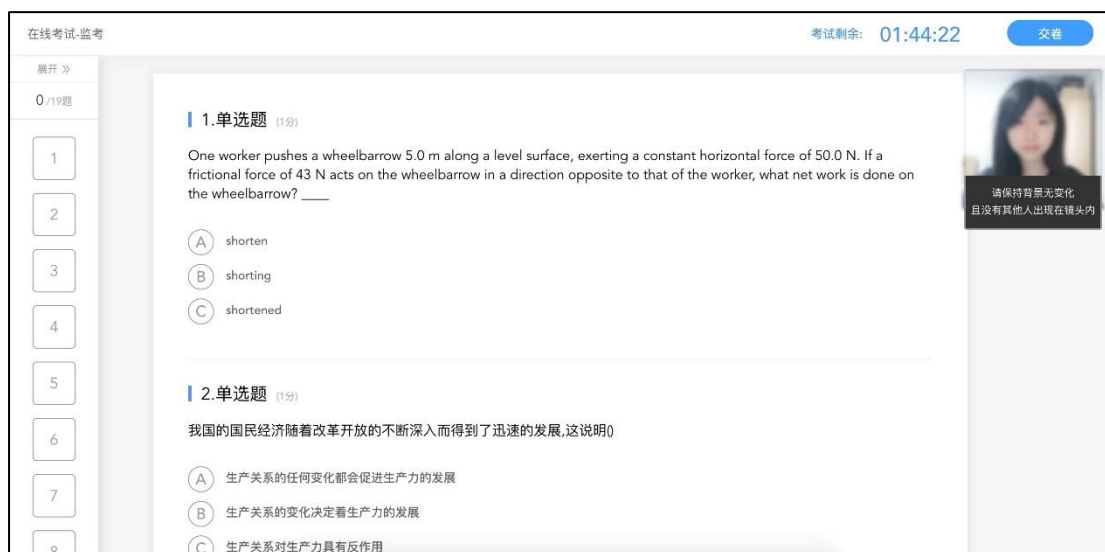 在线考试-监考
考试剩余: 01:44:22
交卷
展开 »
0 /19题
1
2
3
4
5
6
7
1.单选题 (1分)
One worker pushes a wheelbarrow 5.0 m along a level surface, exerting a constant horizontal force of 50.0 N. If a
frictional force of 43 N acts on the wheelbarrow in a direction opposite to that of the worker, what net work is done on
the wheelbarrow? ____
A shorten
B shorting
C shortened
2.单选题 (1分)
我国的国民经济随着改革开放的不断深入而得到了迅速的发展,这说明()
A 生产关系的任何变化都会促进生产力的发展
B 生产关系的变化决定着生产力的发展
C 生产关系对生产力具有反作用
请保持背景无变化
且没有其他人出现在镜头内